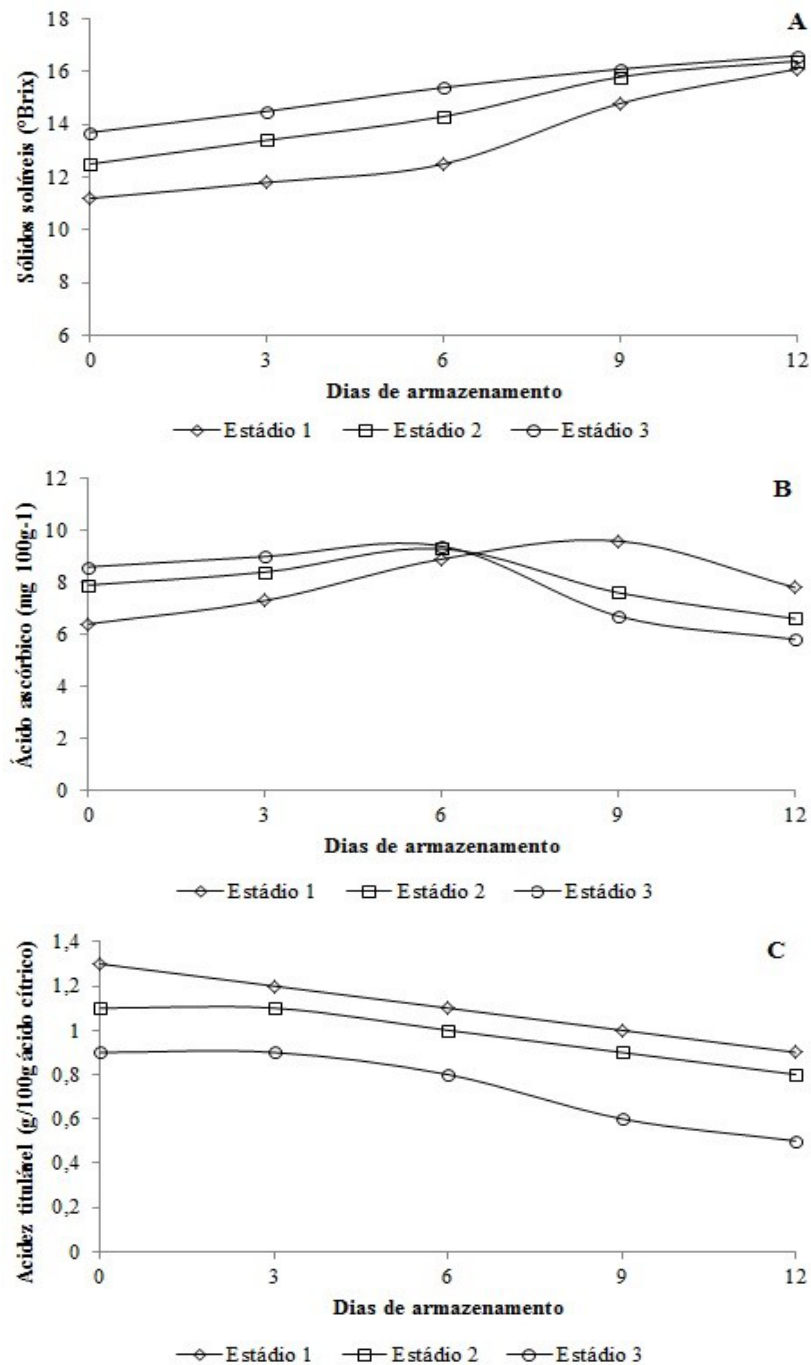 A
18
16
14
12
10
8
6
Sólidos solúveis (°Brix)
0 3 6 9 12
Dias de armazenamento
Estádio 1 Estádio 2 Estádio 3
B
12
10
8
6
4
2
0
Ácido ascórbico (mg 100g-1)
0 3 6 9 12
Dias de armazenamento
Estádio 1 Estádio 2 Estádio 3
C
1,4
1,2
1
0,8
0,6
0,4
0,2
0
Acidez titulável (g/100g ácido cítrico)
0 3 6 9 12
Dias de armazenamento
Estádio 1 Estádio 2 Estádio 3